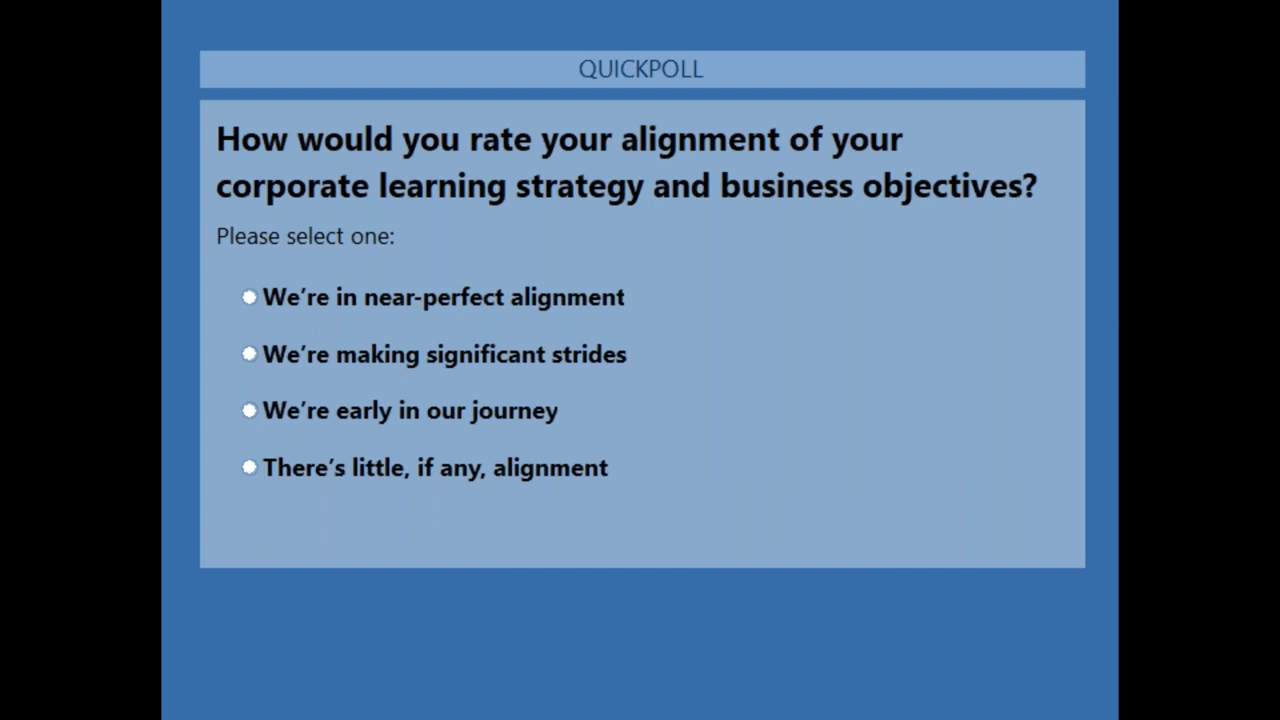 QUICKPOLL
How would you rate your alignment of your
corporate learning strategy and business objectives?
Please select one:
We’re in near-perfect alignment
We’re making significant strides
We’re early in our journey
There’s little, if any, alignment